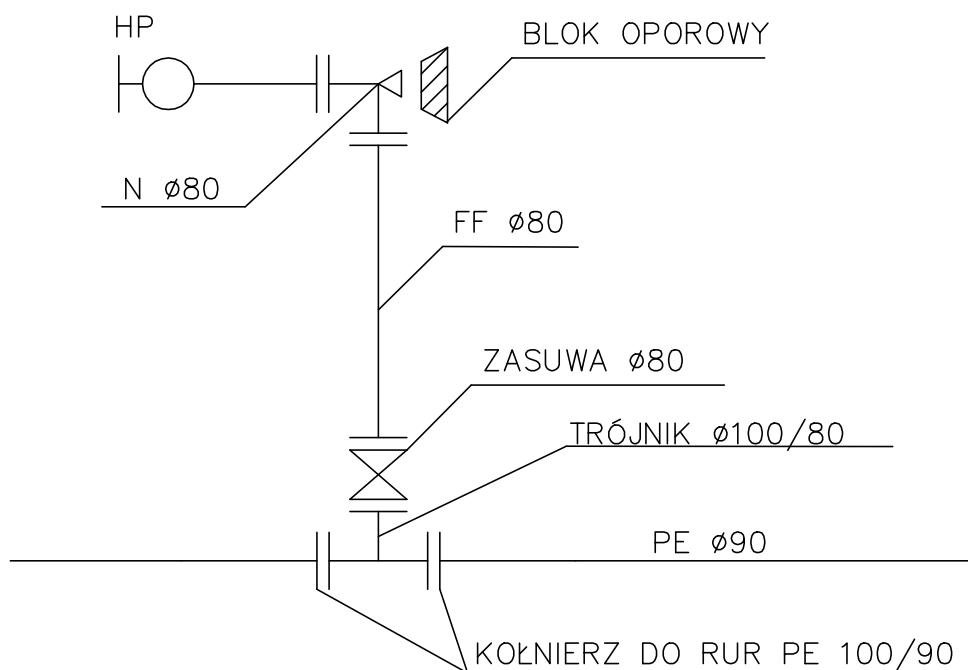 HP
BLOK OPOROWY
N ø80
FF ø80
ZASUWA ø80
TRÓJNIK ø100/80
PE ø90
KOŁNIERZ DO RUR PE 100/90